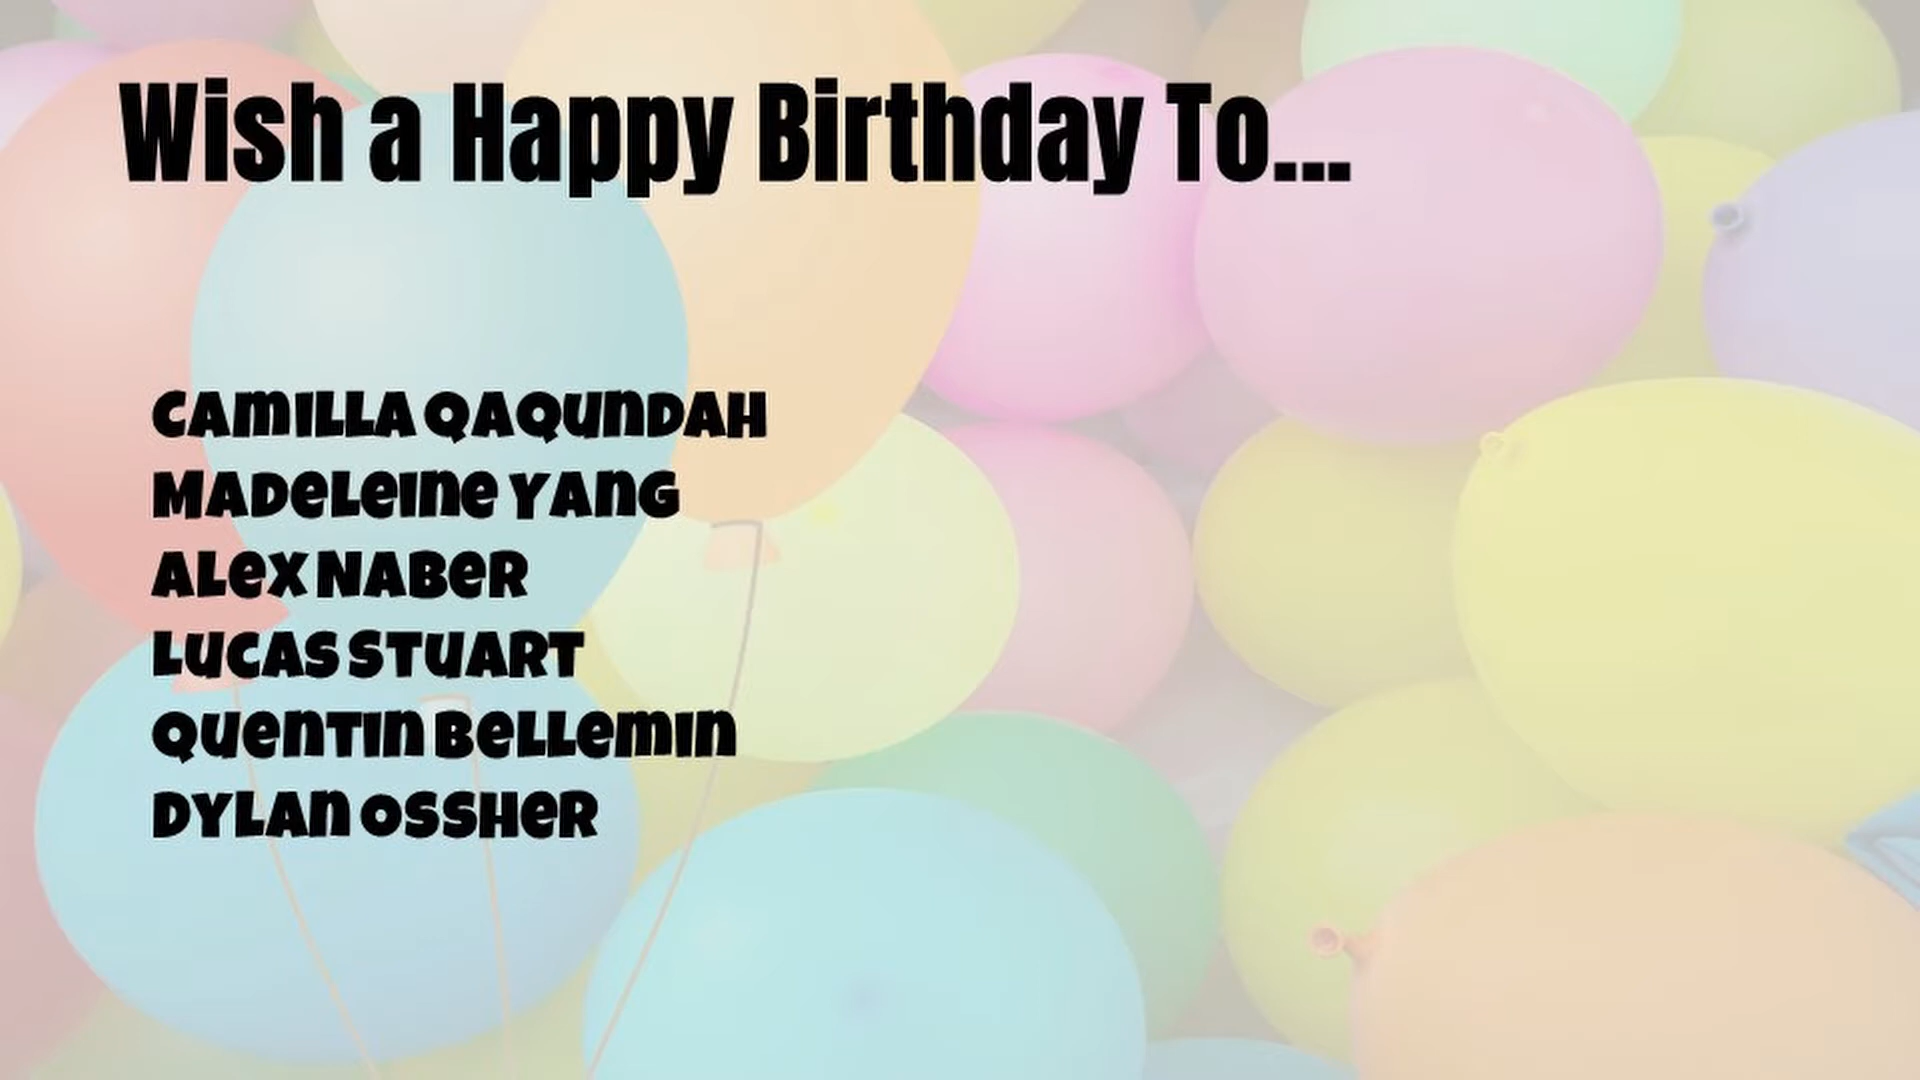 Wish a Happy Birthday To...
Camilla Qaqundah
Madeleine Yang
Alex Naber
Lucas Stuart
Quentin Bellemin
Dylan Ossher